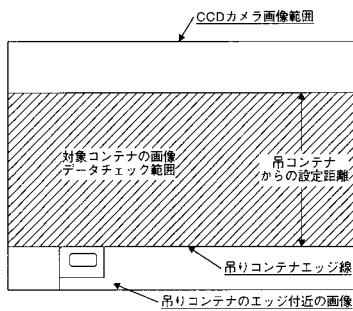 CCDカメラ画像範囲
対象コンテナの画像
データチェック範囲
吊コンテナ
からの設定距離
吊りコンテナエッジ線
吊りコンテナのエッジ付近の画像